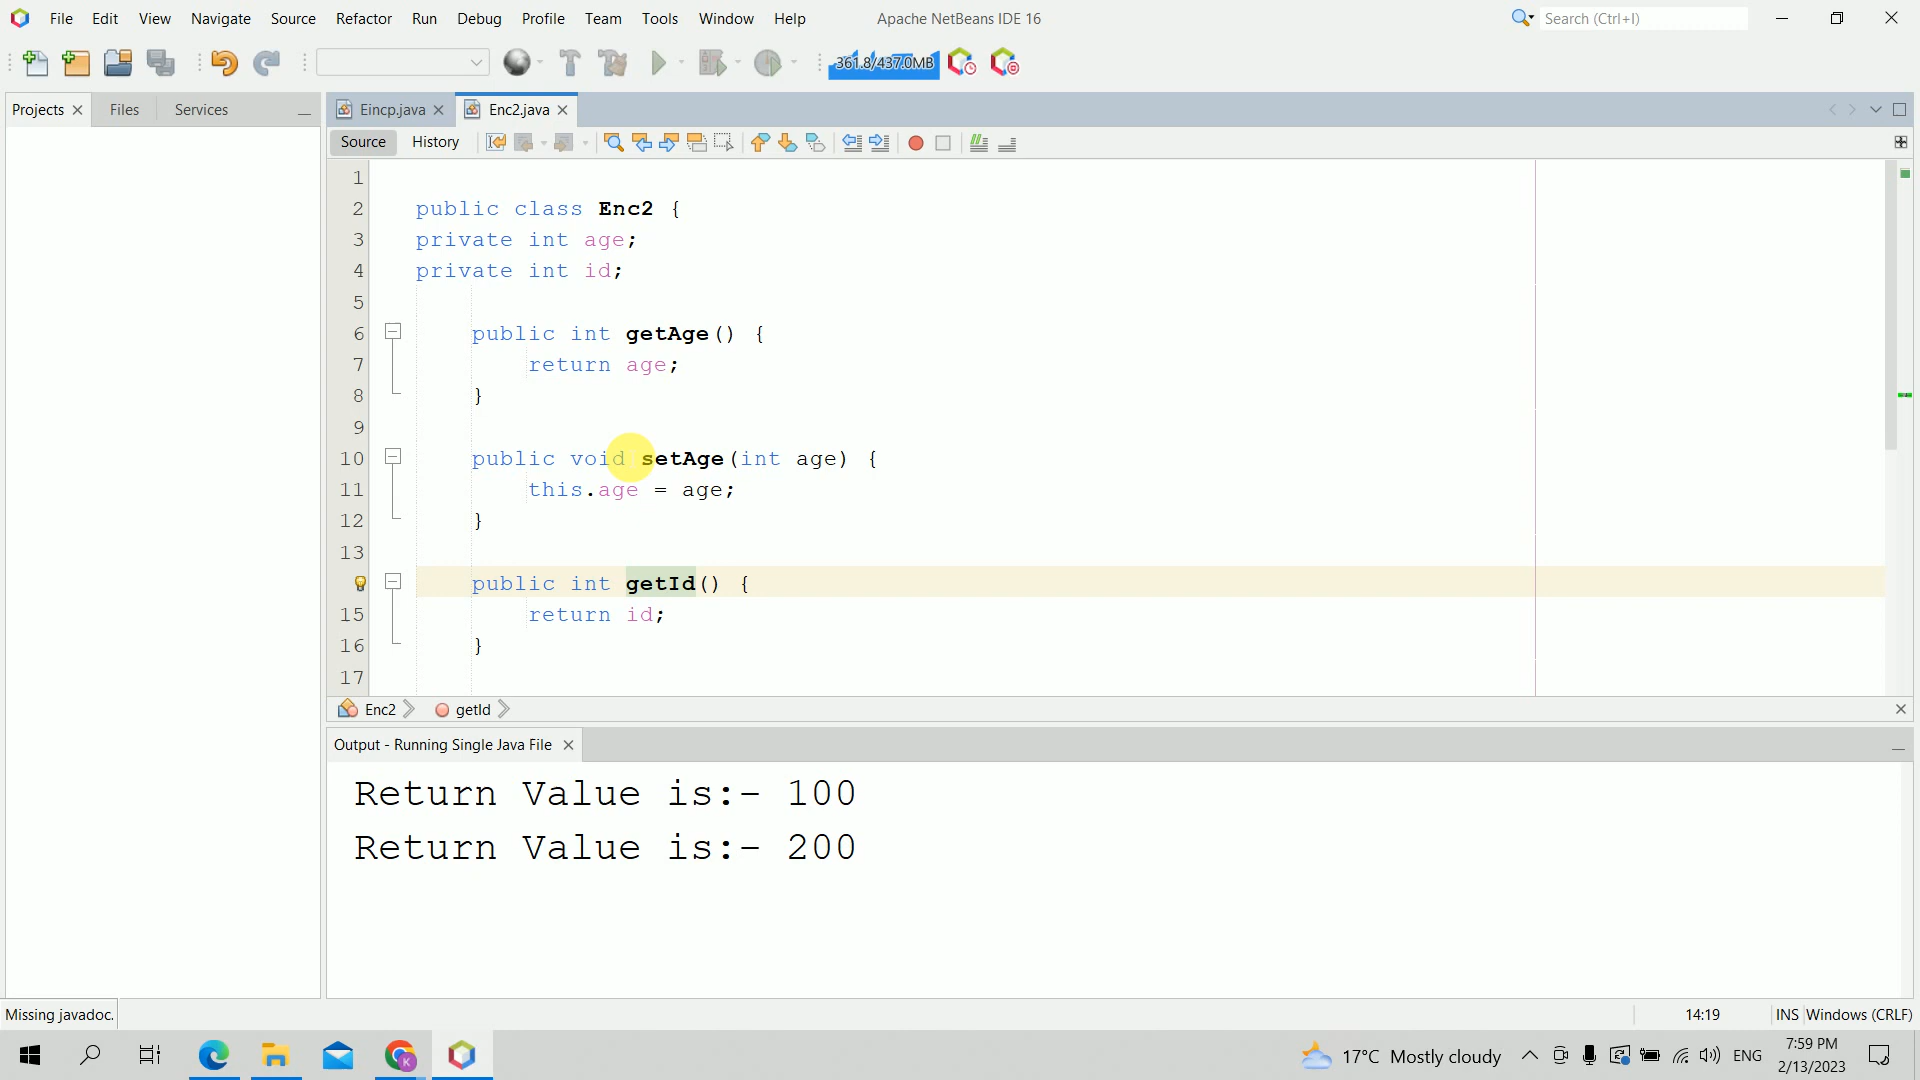 File Edit View Navigate Source Refactor Run Debug Profile Team Tools Window Help Apache NetBeans IDE 16 Search (Ctrl+I)
361.8/437.0MB
Projects Files Services Eincp.java Enc2.java
Source History
1
2 public class Enc2 {
3 private int age;
4 private int id;
5
6 public int getAge() {
7 return age;
8 }
9
10 public void setAge(int age) {
11 this.age = age;
12 }
13
public int getId() {
15 return id;
16 }
17
Enc2 getId
Output - Running Single Java File
Return Value is:- 100
Return Value is:- 200
Missing javadoc. 14:19 INS Windows (CRLF)
K 17°C Mostly cloudy ENG 7:59 PM
2/13/2023